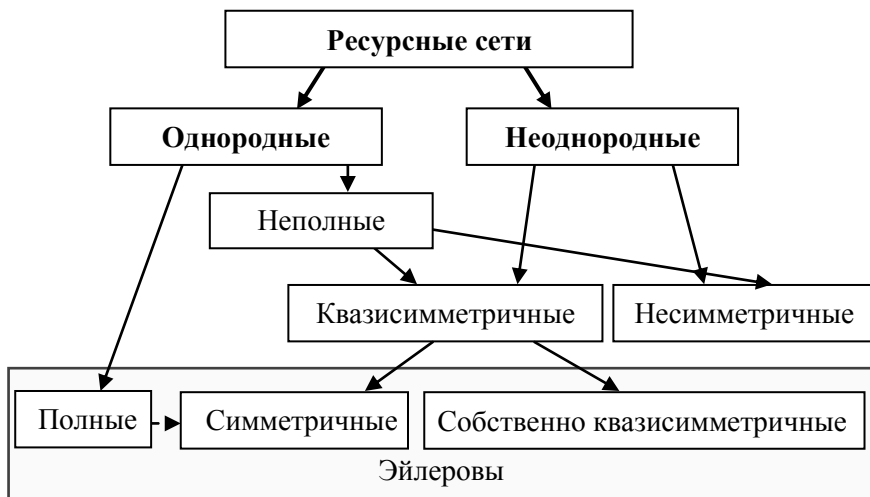 Ресурсные сети
Однородные
Неоднородные
Неполные
Квазисимметричные
Несимметричные
Полные
Симметричные
Собственно квазисимметричные
Эйлеровы